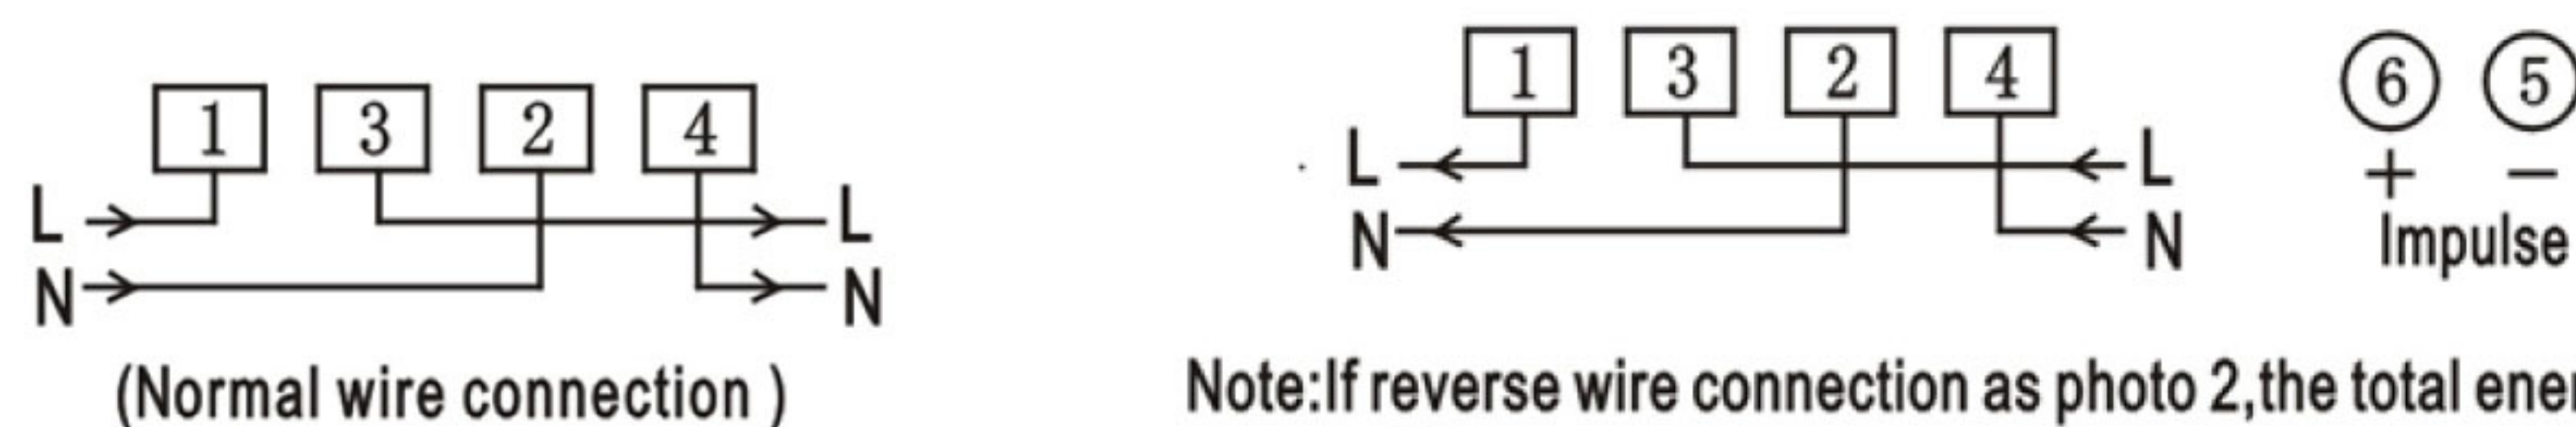 1 3 2 4
L L
N N
(Normal wire connection )
1 3 2 4
L L
N N
6 5
+ −
Impulse
Note:If reverse wire connection as photo 2,the total